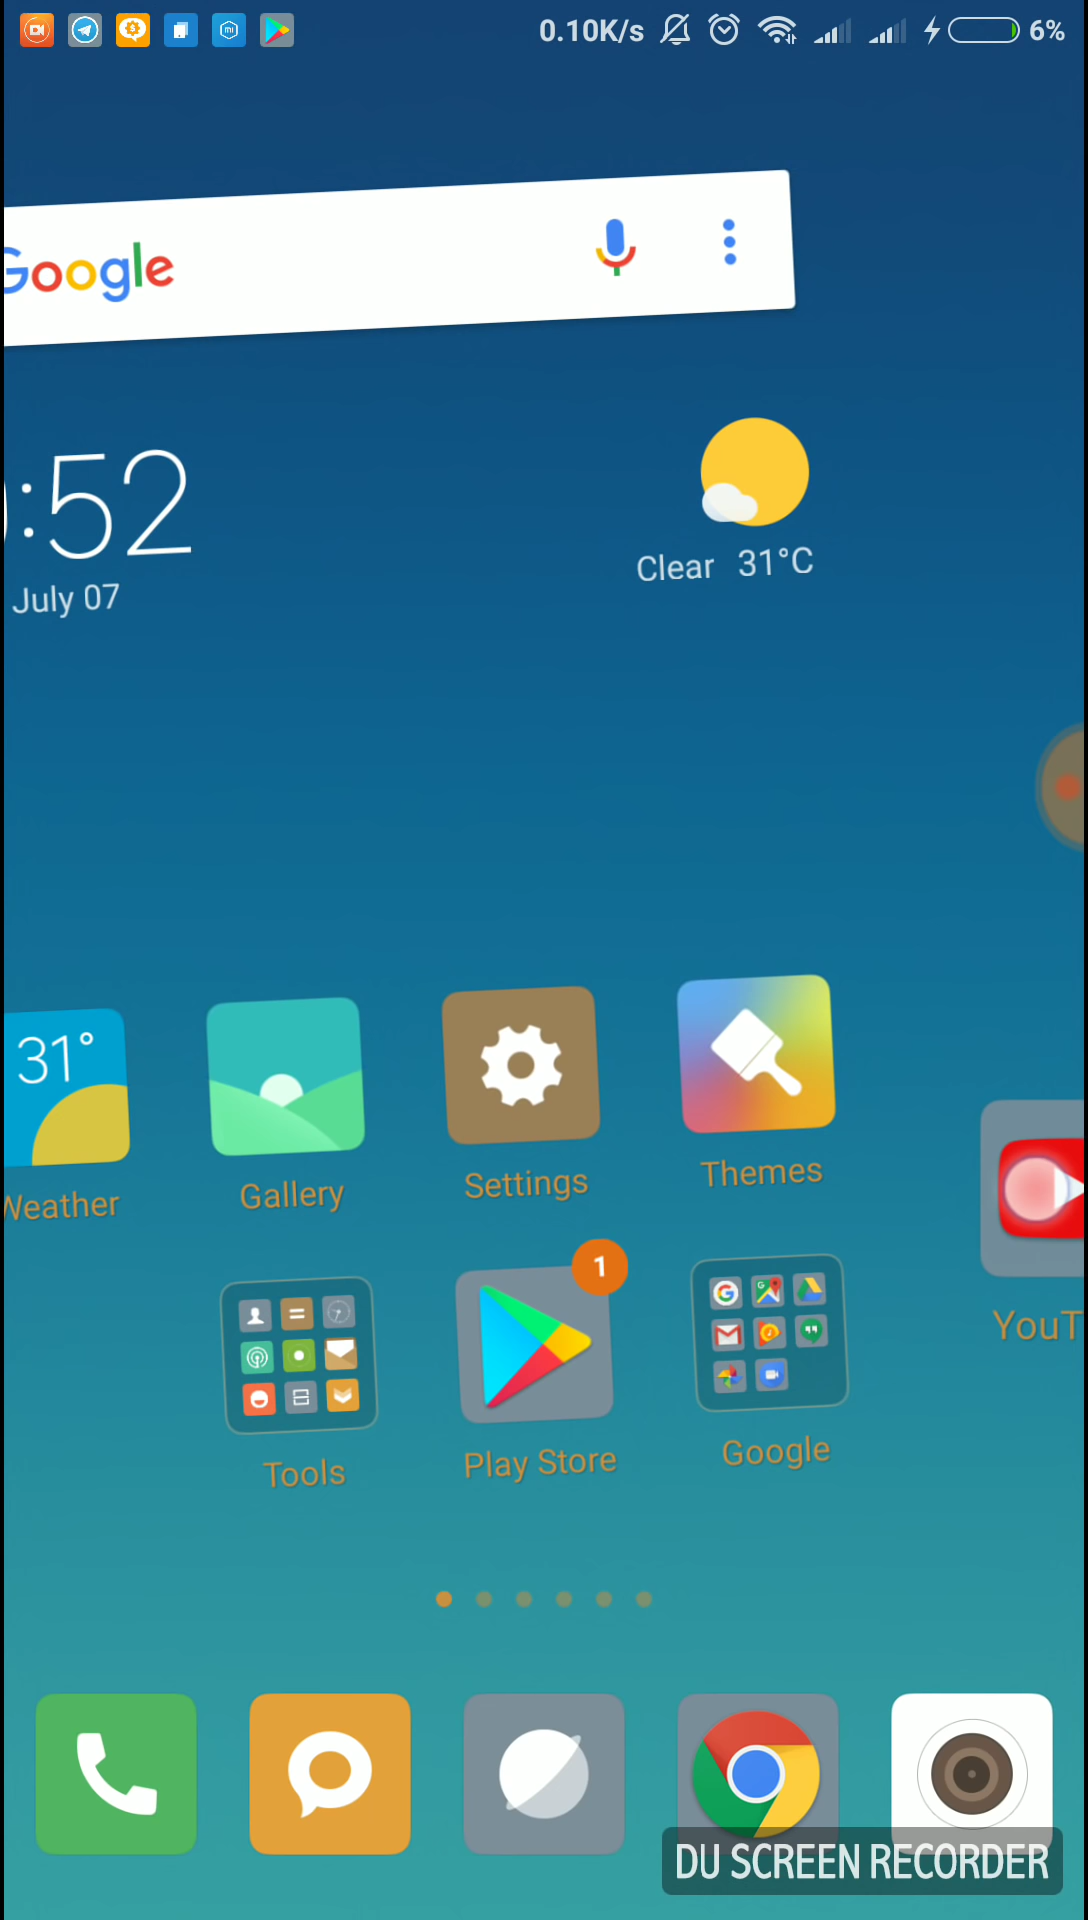 0.10K/s 6%
Google
:52
July 07
Clear 31°C
31°
Weather
Gallery
Settings
Themes
1
YouT
Tools
Play Store
Google
DU SCREEN RECORDER